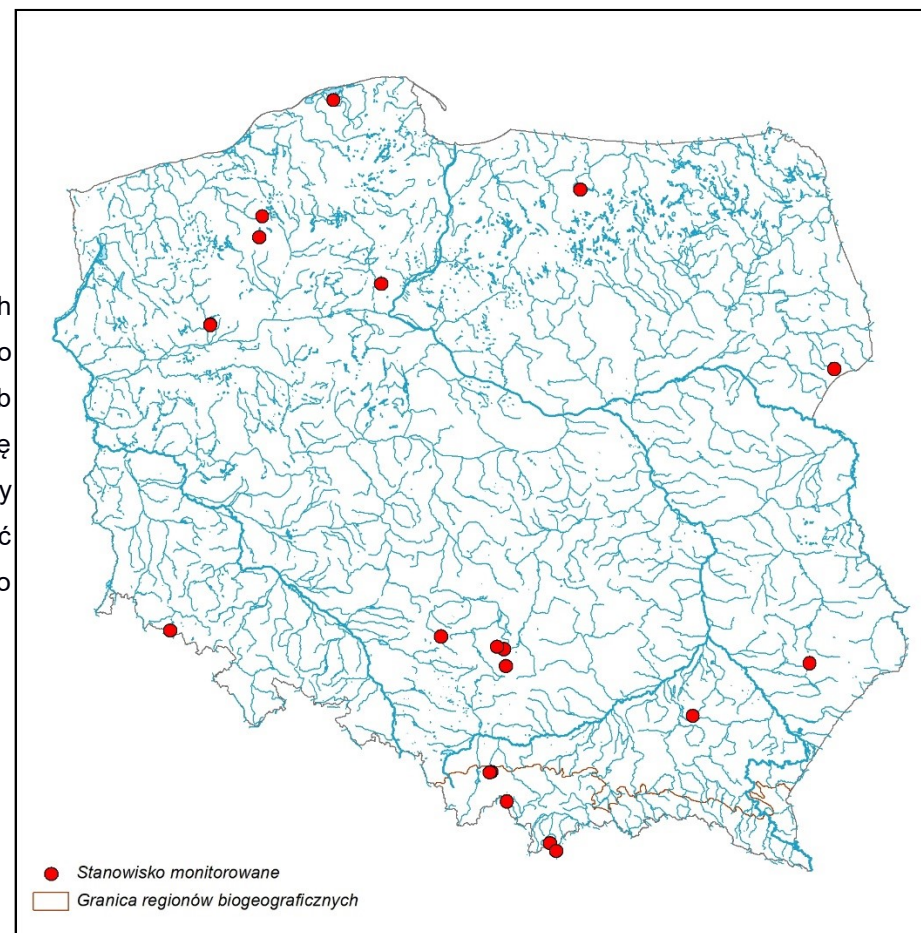 h
o
b
ę
y
ć
o
Stanowisko monitorowane
Granica regionów biogeograficznych